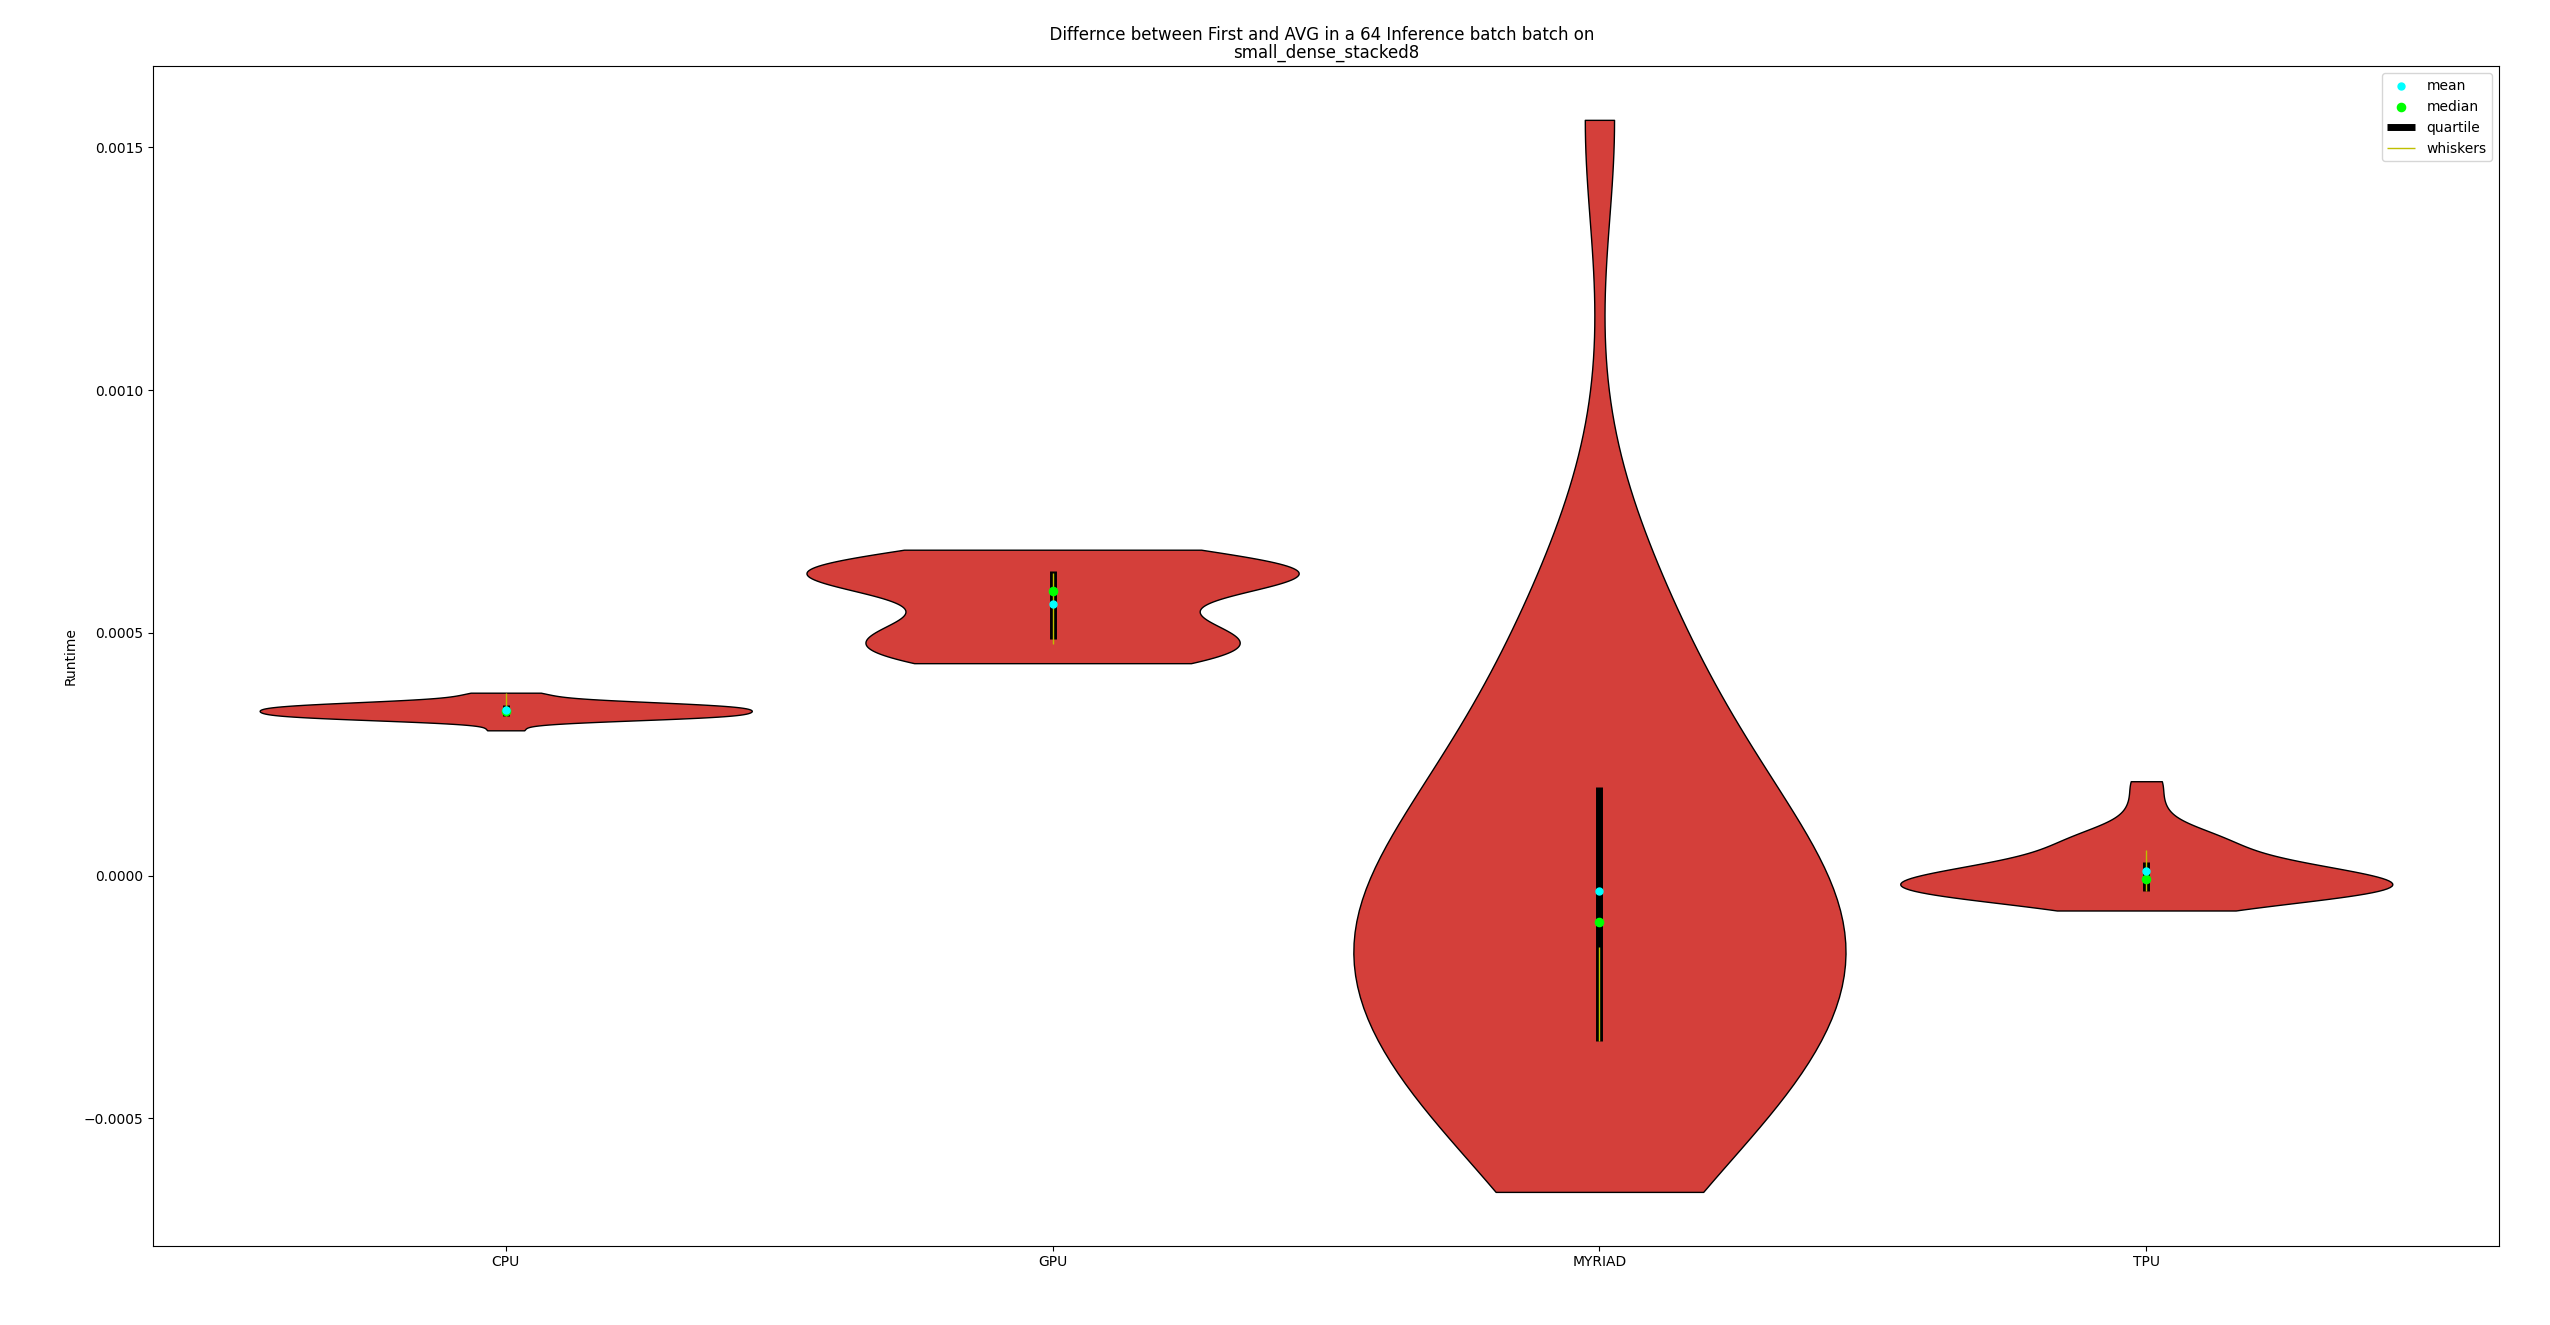 Differnce between First and AVG in a 64 Inference batch batch on
small_dense_stacked8
mean
median
quartile
whiskers
0.0015
0.0010
0.0005
0.0000
−0.0005
Runtime
CPU
GPU
MYRIAD
TPU